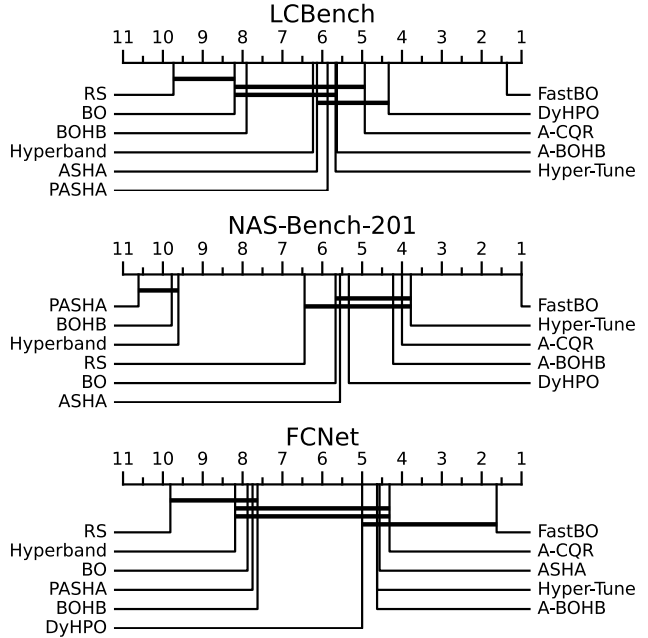 LCBench
11 10 9 8 7 6 5 4 3 2 1
RS FastBO
BO DyHPO
BOHB A-CQR
Hyperband A-BOHB
ASHA Hyper-Tune
PASHA
NAS-Bench-201
11 10 9 8 7 6 5 4 3 2 1
PASHA FastBO
BOHB Hyper-Tune
Hyperband A-CQR
RS A-BOHB
BO DyHPO
ASHA
FCNet
11 10 9 8 7 6 5 4 3 2 1
RS FastBO
Hyperband A-CQR
BO ASHA
PASHA Hyper-Tune
BOHB A-BOHB
DyHPO